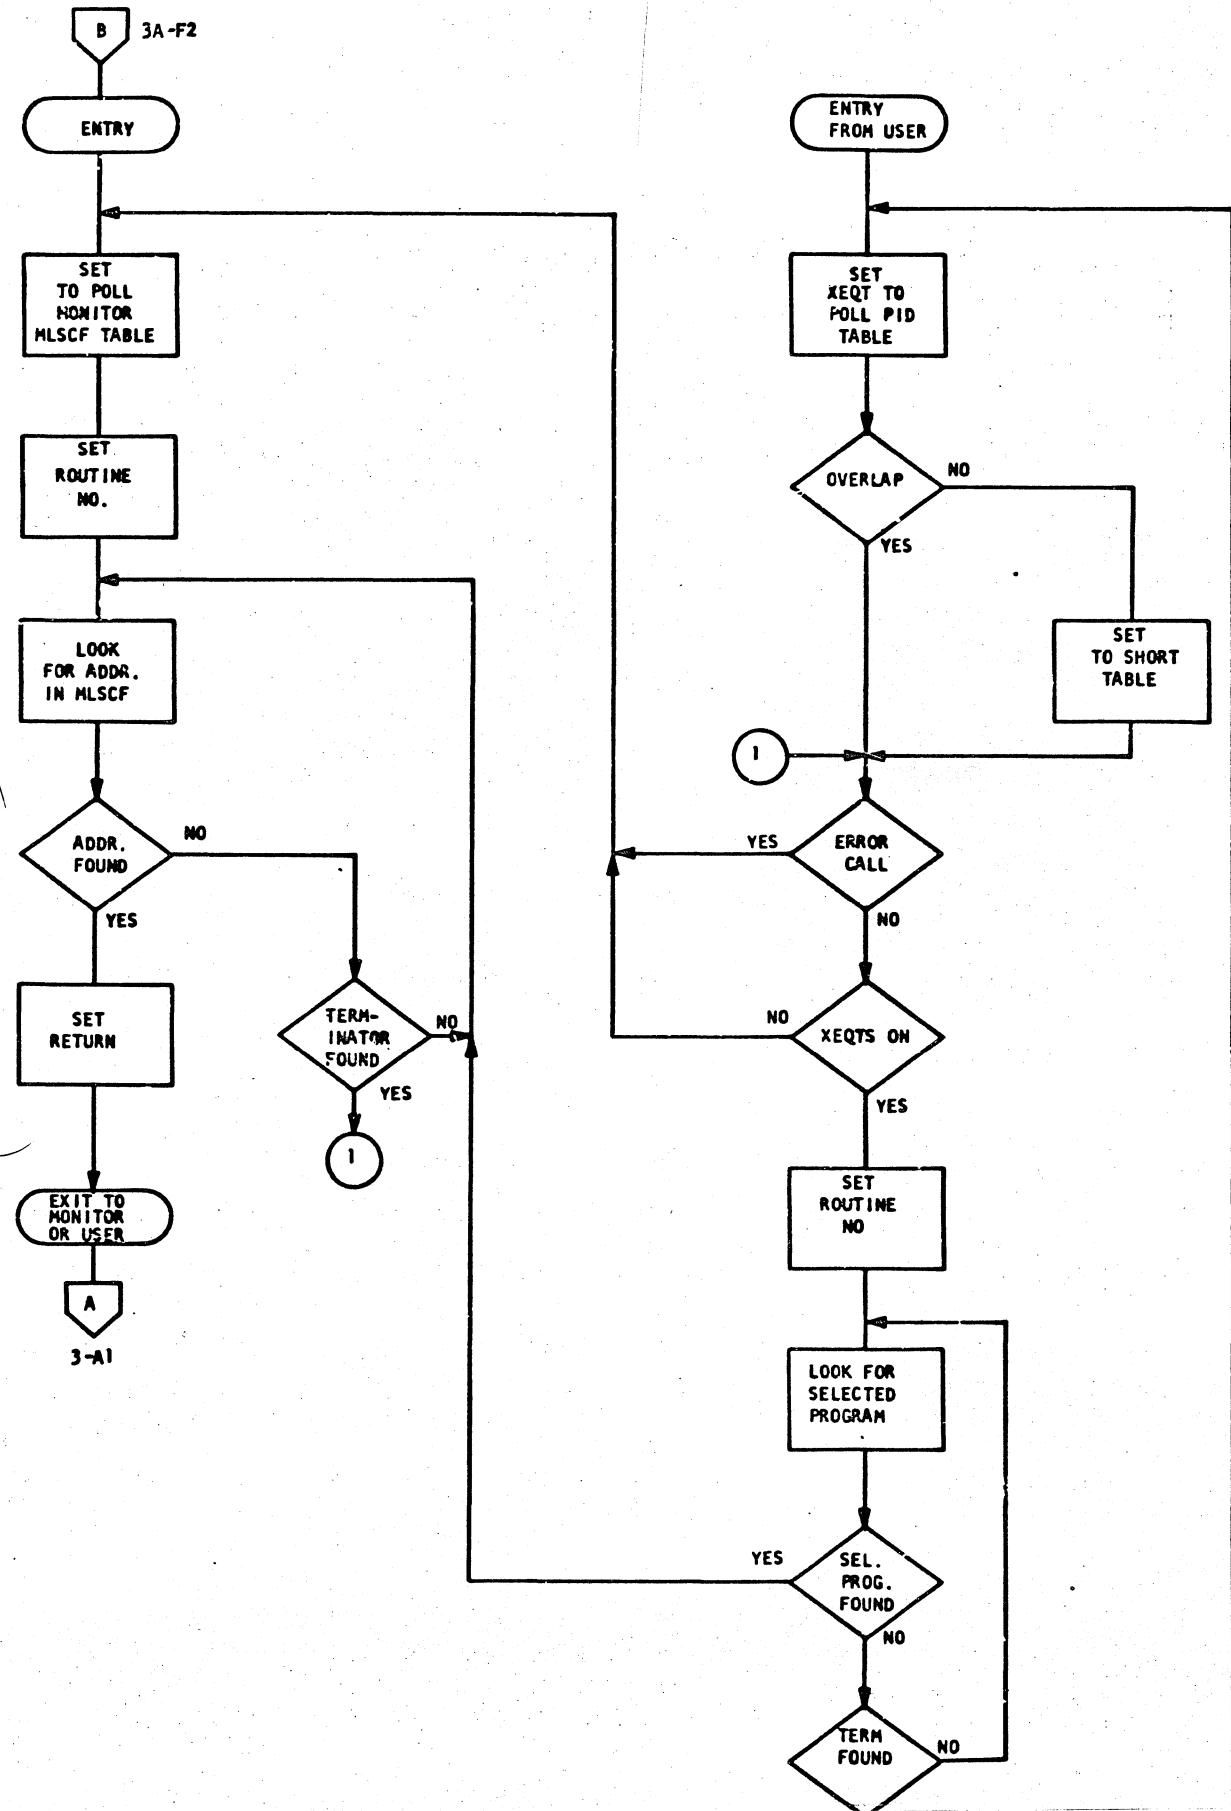 B 3A-F2
ENTRY
SET
TO POLL
MONITOR
MLSCF TABLE
SET
ROUTINE
NO.
LOOK
FOR ADDR.
IN MLSCF
ADDR.
FOUND
NO
YES
SET
RETURN
TERM-
INATOR
FOUND
NO
YES
1
EXIT TO
MONITOR
OR USER
A
3-A1
ENTRY
FROM USER
SET
XEQT TO
POLL PID
TABLE
OVERLAP
NO
YES
SET
TO SHORT
TABLE
1
ERROR
CALL
YES
NO
XEQTS ON
NO
YES
SET
ROUTINE
NO
LOOK FOR
SELECTED
PROGRAM
SEL.
PROG.
FOUND
YES
NO
TERM
FOUND
NO